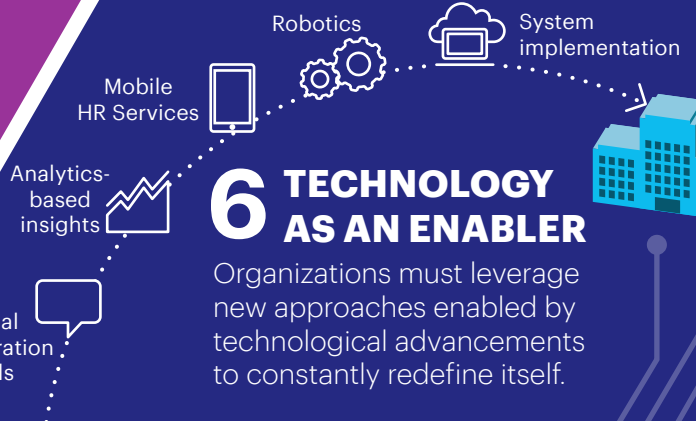 Robotics
System
implementation
Mobile
HR Services
Analytics-
based
insights
6 TECHNOLOGY
AS AN ENABLER
Organizations must leverage
new approaches enabled by
technological advancements
to constantly redefine itself.